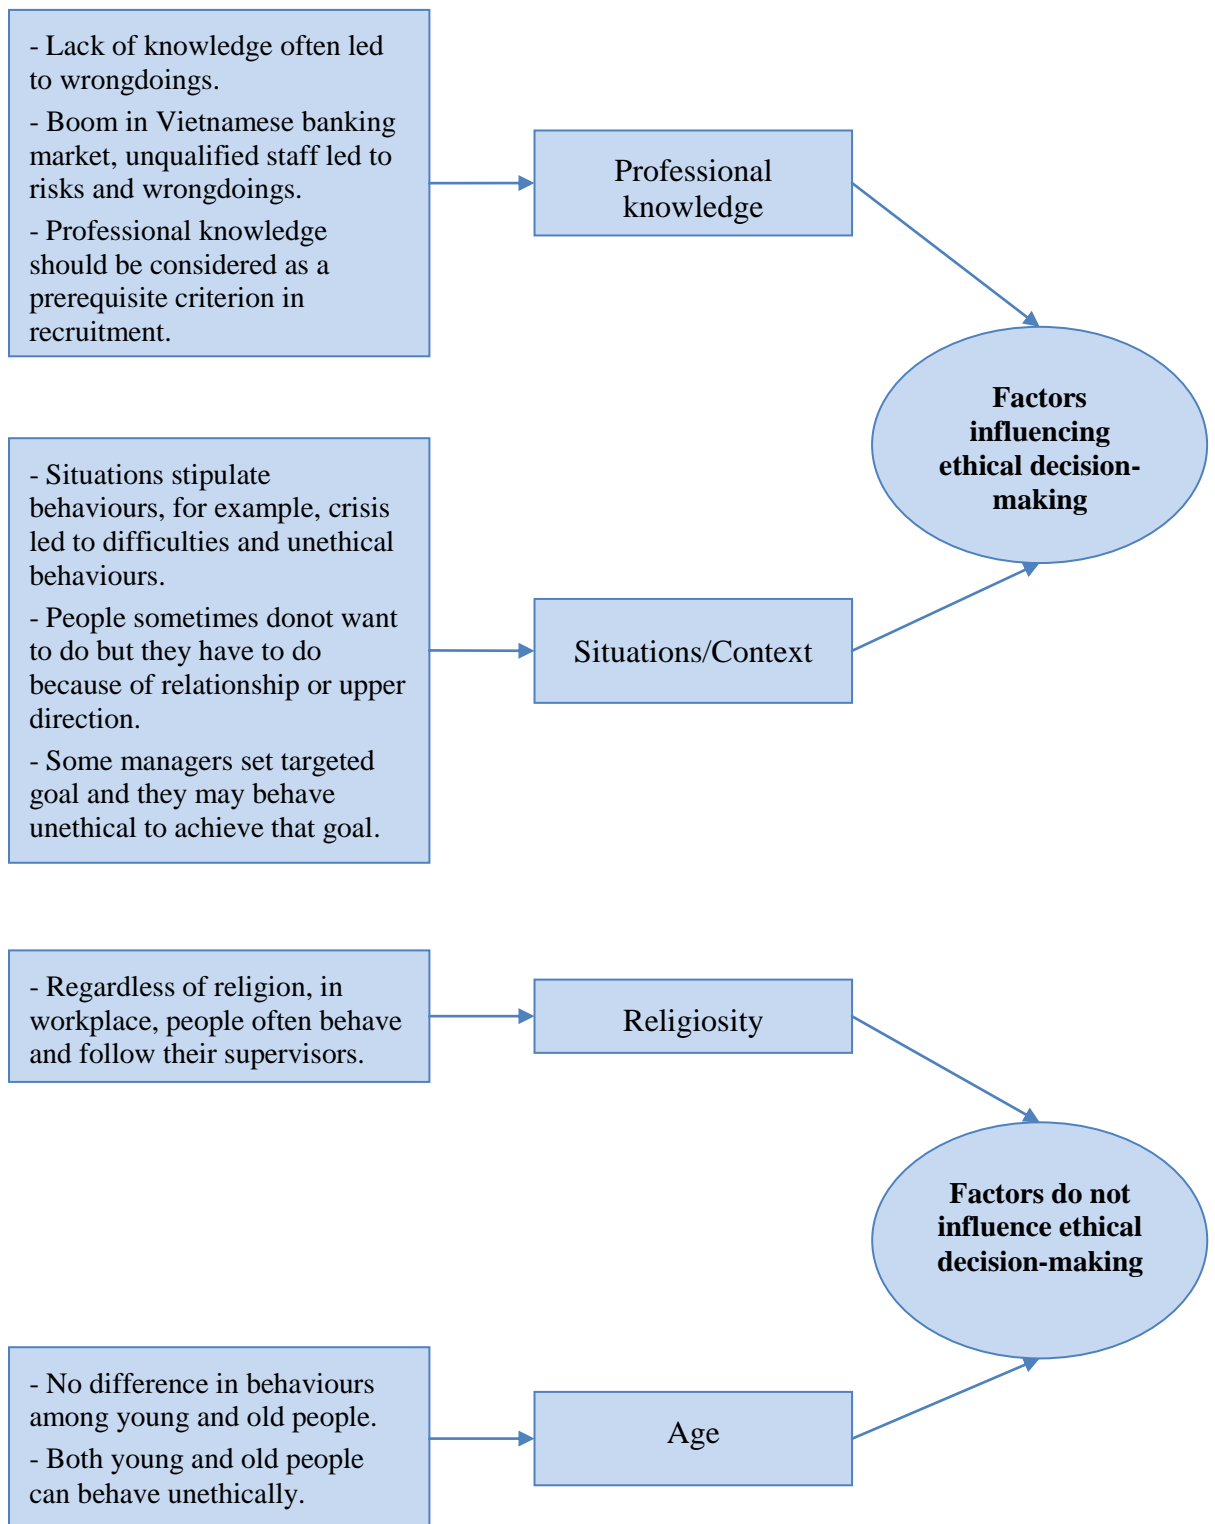 - Lack of knowledge often led
to wrongdoings.
- Boom in Vietnamese banking
market, unqualified staff led to
risks and wrongdoings.
- Professional knowledge
should be considered as a
prerequisite criterion in
recruitment.
Professional
knowledge
Factors
influencing
ethical decision-
making
- Situations stipulate
behaviours, for example, crisis
led to difficulties and unethical
behaviours.
- People sometimes donot want
to do but they have to do
because of relationship or upper
direction.
- Some managers set targeted
goal and they may behave
unethical to achieve that goal.
Situations/Context
- Regardless of religion, in
workplace, people often behave
and follow their supervisors.
Religiosity
Factors do not
influence ethical
decision-making
- No difference in behaviours
among young and old people.
- Both young and old people
can behave unethically.
Age